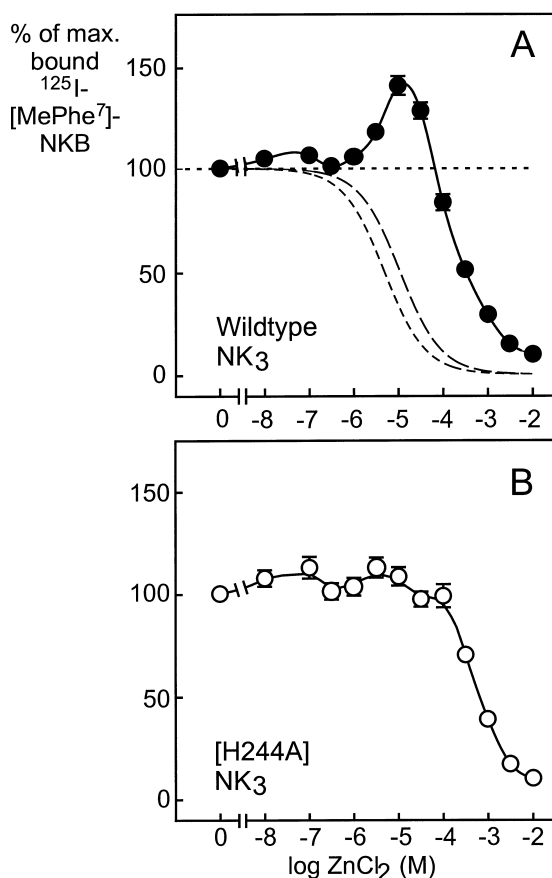 % of max.
bound
¹²⁵I-
[MePhe⁷]-
NKB
A
150
100
50
0
Wildtype
NK₃
0 -8 -7 -6 -5 -4 -3 -2
B
150
100
50
0
[H244A]
NK₃
0 -8 -7 -6 -5 -4 -3 -2
log ZnCl₂ (M)